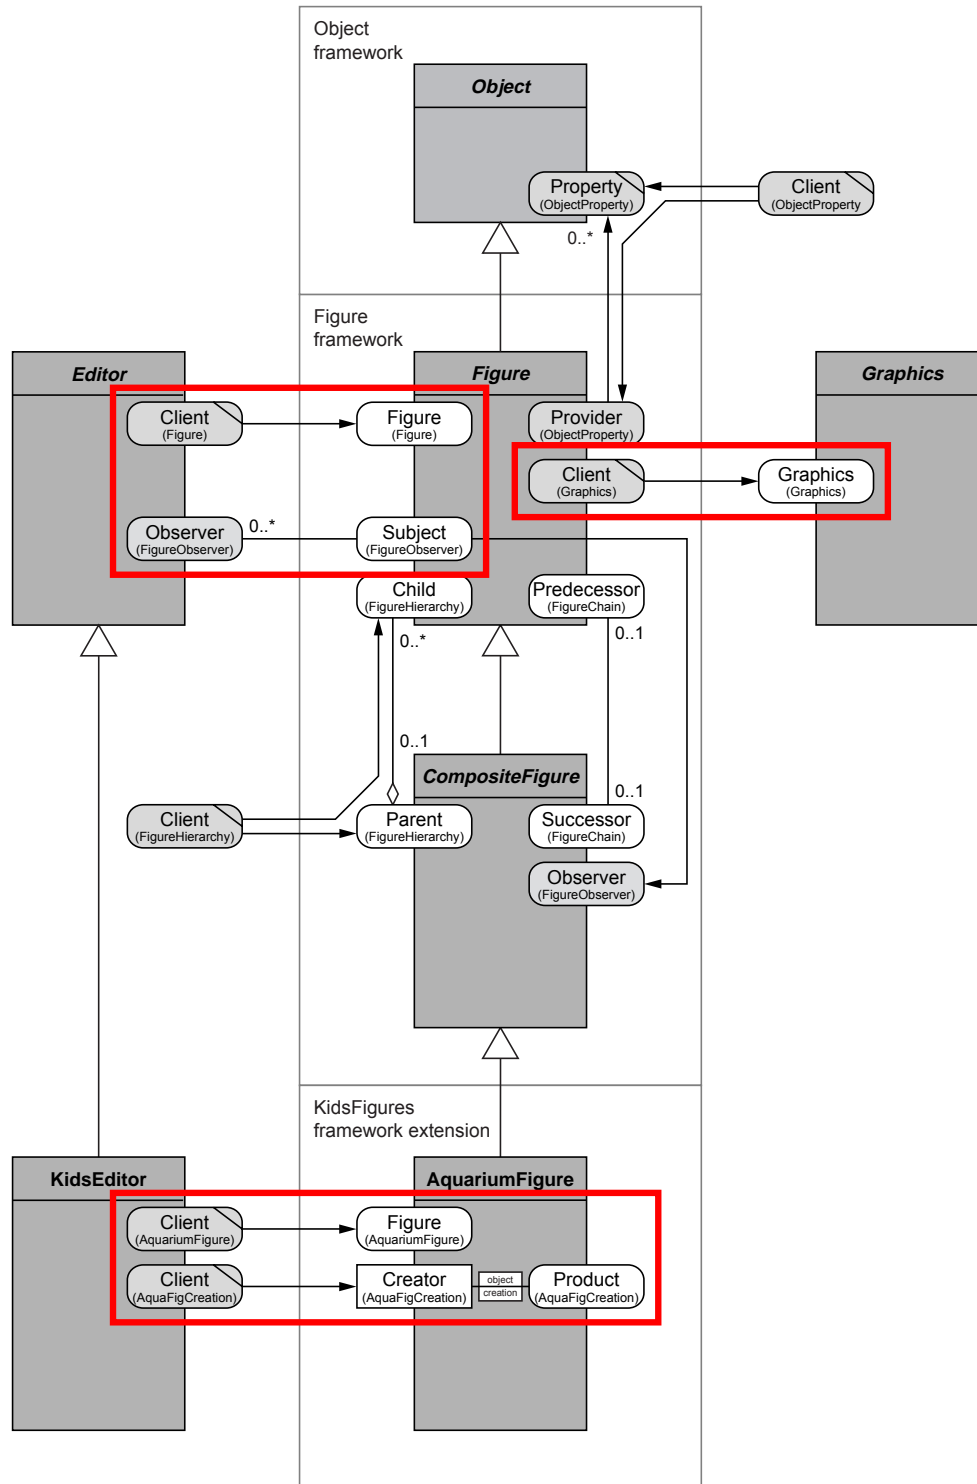 Object
framework
Object
Property
(ObjectProperty)
Client
(ObjectProperty
0..*
Figure
framework
Editor
Figure
Graphics
Client
(Figure)
Figure
(Figure)
Provider
(ObjectProperty)
Client
(Graphics)
Graphics
(Graphics)
Observer
(FigureObserver)
0..*
Subject
(FigureObserver)
Child
(FigureHierarchy)
Predecessor
(FigureChain)
0..*
0..1
0..1
CompositeFigure
0..1
Client
(FigureHierarchy)
Parent
(FigureHierarchy)
Successor
(FigureChain)
Observer
(FigureObserver)
KidsFigures
framework extension
KidsEditor
AquariumFigure
Client
(AquariumFigure)
Figure
(AquariumFigure)
Client
(AquaFigCreation)
Creator
(AquaFigCreation)
object
creation
Product
(AquaFigCreation)